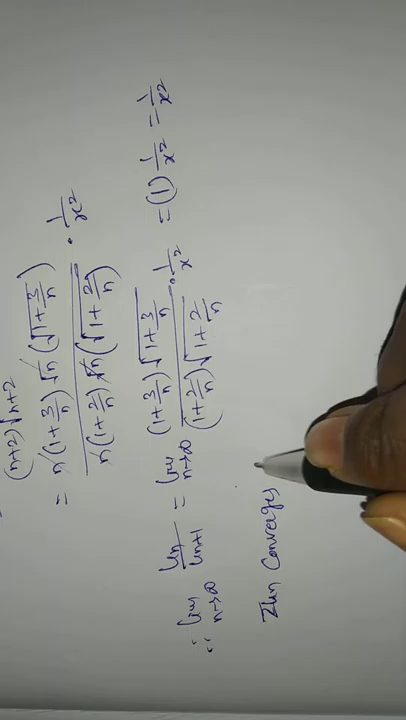 (n+2)√n+2
= n(1+3/n) √n(√1+3/n) / n(1+2/n) √n(√1+2/n) · 1/x²
∴ lim n→∞ un/un+1 = lim n→∞ (1+3/n)√1+3/n / (1+2/n)√1+2/n · 1/x² = (1) 1/x² = 1/x²
Σun Converges